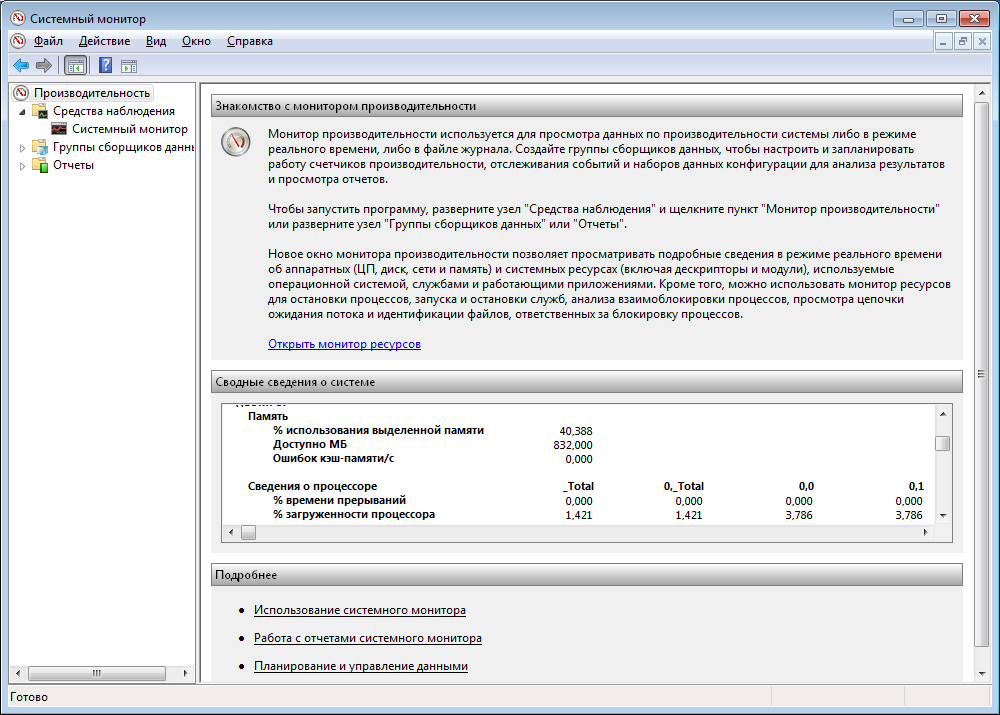 Системный монитор
Файл Действие Вид Окно Справка
Производительность
Средства наблюдения
Системный монитор
Группы сборщиков данн
Отчеты
Знакомство с монитором производительности
Монитор производительности используется для просмотра данных по производительности системы либо в режиме
реального времени, либо в файле журнала. Создайте группы сборщиков данных, чтобы настроить и запланировать
работу счетчиков производительности, отслеживания событий и наборов данных конфигурации для анализа результатов
и просмотра отчетов.
Чтобы запустить программу, разверните узел "Средства наблюдения" и щелкните пункт "Монитор производительности"
или разверните узел "Группы сборщиков данных" или "Отчеты".
Новое окно монитора производительности позволяет просматривать подробные сведения в режиме реального времени
об аппаратных (ЦП, диск, сети и память) и системных ресурсах (включая дескрипторы и модули), используемые
операционной системой, службами и работающими приложениями. Кроме того, можно использовать монитор ресурсов
для остановки процессов, запуска и остановки служб, анализа взаимоблокировки процессов, просмотра цепочки
ожидания потока и идентификации файлов, ответственных за блокировку процессов.
Открыть монитор ресурсов
Сводные сведения о системе
Память
% использования выделенной памяти 40,388
Доступно МБ 832,000
Ошибок кэш-памяти/с 0,000
Сведения о процессоре _Total 0,_Total 0,0 0,1
% времени прерываний 0,000 0,000 0,000 0,000
% загруженности процессора 1,421 1,421 3,786 3,786
Подробнее
• Использование системного монитора
• Работа с отчетами системного монитора
• Планирование и управление данными
Готово